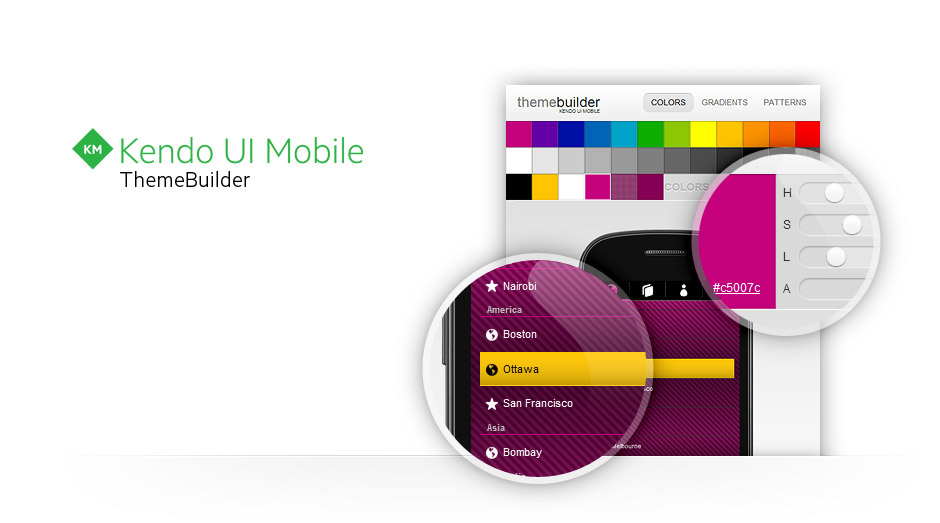 KM
Kendo UI Mobile
ThemeBuilder
themebuilder
KENDO UI MOBILE
COLORS
GRADIENTS
PATTERNS
COLORS
H
S
L
A
#c5007c
Nairobi
America
Boston
Ottawa
San Francisco
Asia
Bombay